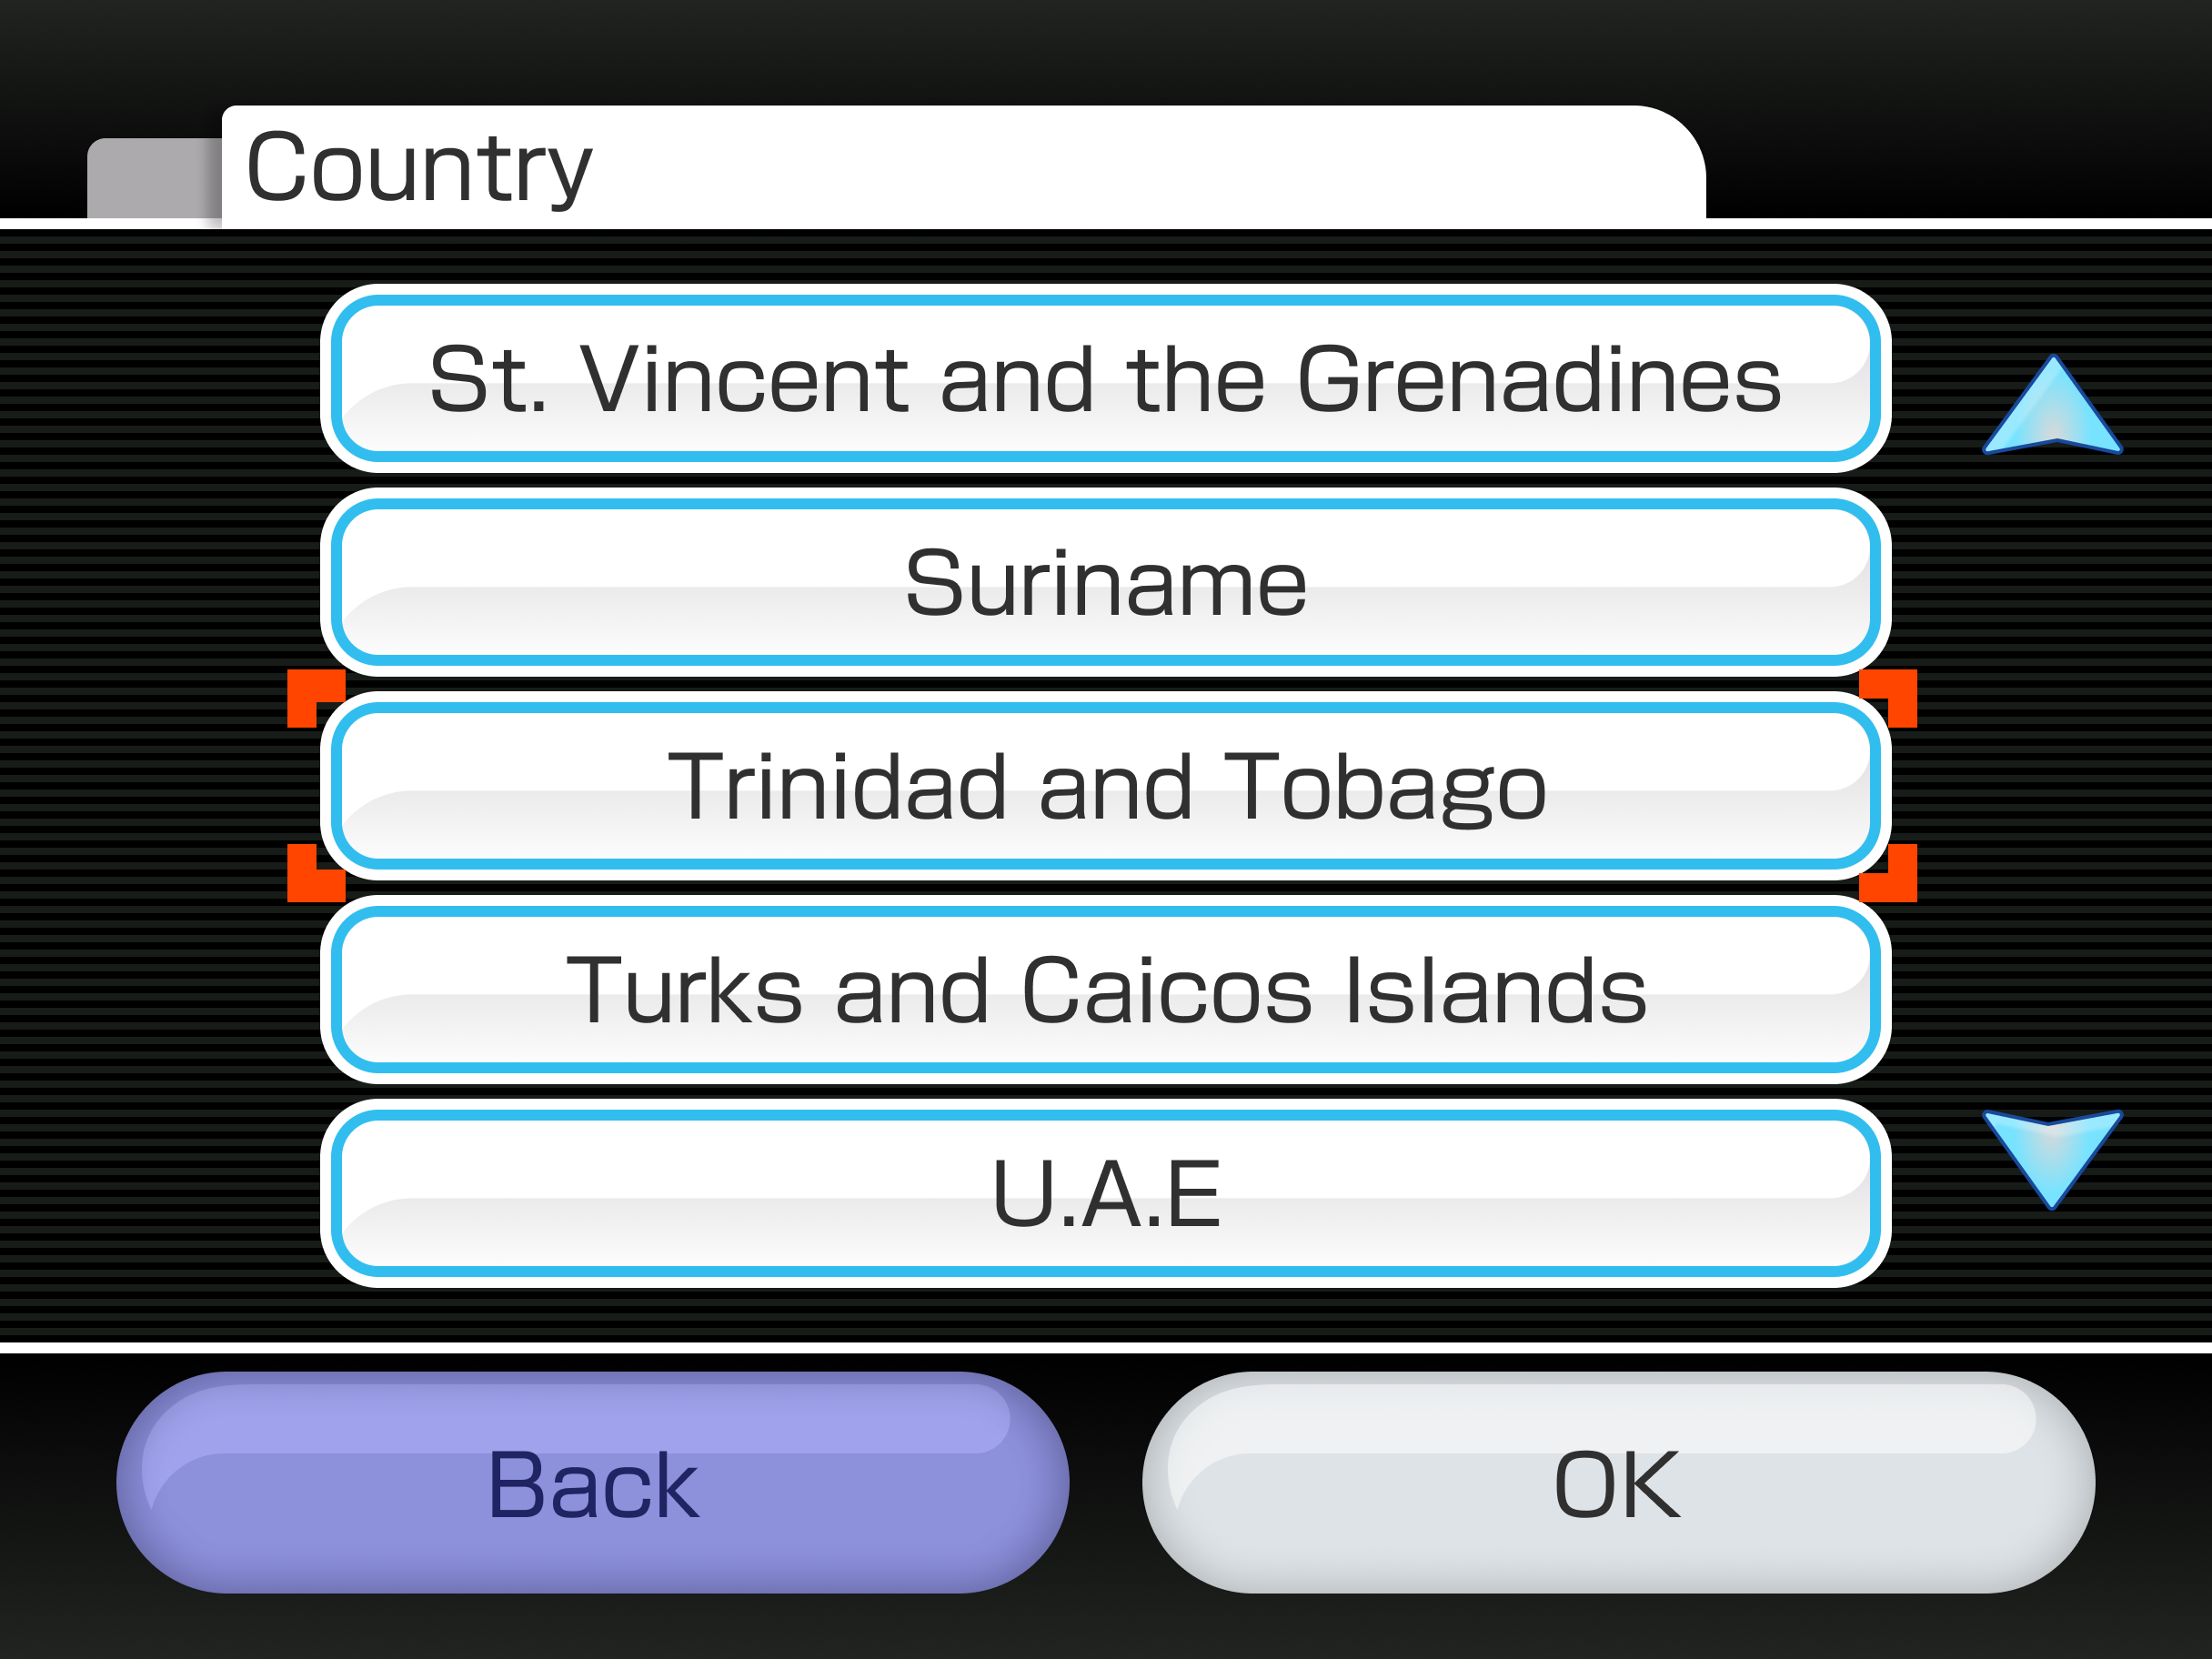 Country
St. Vincent and the Grenadines
Suriname
Trinidad and Tobago
Turks and Caicos Islands
U.A.E
Back
OK